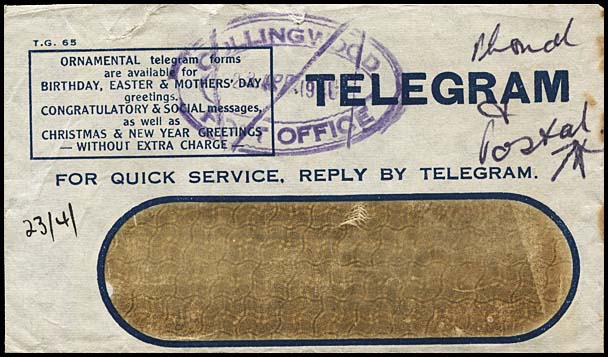 T.G. 65
ORNAMENTAL telegram forms
are available for
BIRTHDAY, EASTER & MOTHERS' DAY
greetings.
CONGRATULATORY & SOCIAL messages,
as well as
CHRISTMAS & NEW YEAR GREETINGS
— WITHOUT EXTRA CHARGE
COLLINGWOOD
POST OFFICE
TELEGRAM
Phoned
&
Postal
FOR QUICK SERVICE, REPLY BY TELEGRAM.
23/4/